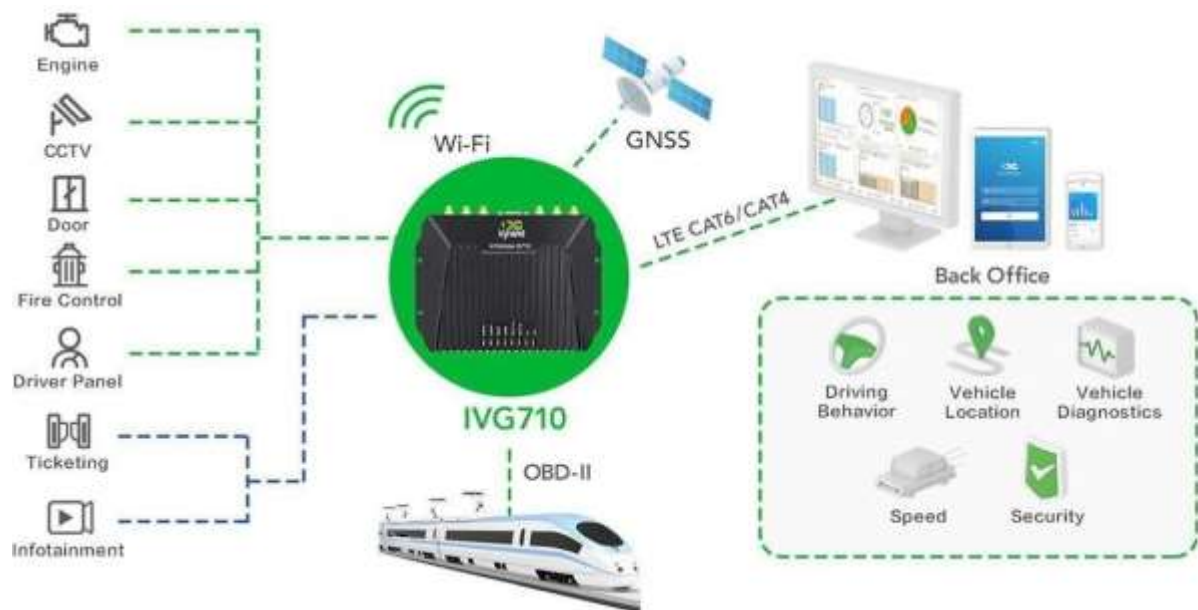 Engine
CCTV
Door
Fire Control
Driver Panel
Ticketing
Infotainment
Wi-Fi
GNSS
LTE CAT6/CAT4
IVG710
OBD-II
Back Office
Driving
Behavior
Vehicle
Location
Vehicle
Diagnostics
Speed
Security